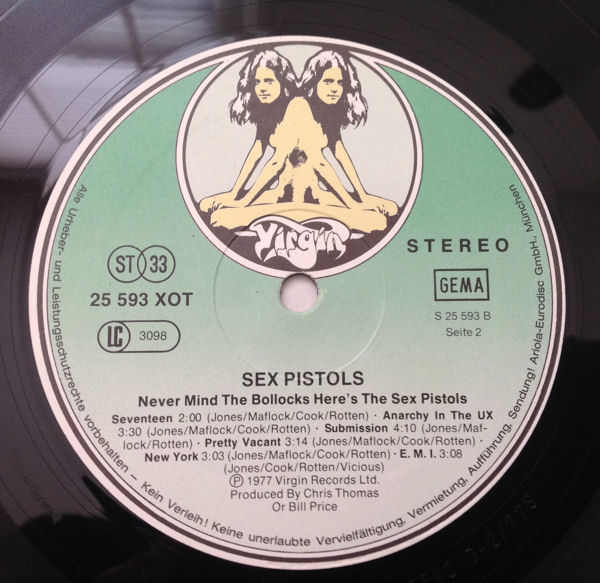 Virgin
STEREO
ST 33
25 593 XOT
LC 3098
GEMA
S 25 593 B
Seite 2
SEX PISTOLS
Never Mind The Bollocks Here's The Sex Pistols
Seventeen 2:00 (Jones/Maflock/Cook/Rotten) · Anarchy In The UX
3:30 (Jones/Maflock/Cook/Rotten) · Submission 4:10 (Jones/Maf-
lock/Rotten) · Pretty Vacant 3:14 (Jones/Maflock/Cook/Rotten) ·
New York 3:03 (Jones/Maflock/Cook/Rotten) · E. M. I. 3:08
(Jones/Cook/Rotten/Vicious)
Ⓟ 1977 Virgin Records Ltd.
Produced By Chris Thomas
Or Bill Price
Alle Urheber- und Leistungsschutzrechte vorbehalten – Kein Verleih! Keine unerlaubte Vervielfältigung, Vermietung, Aufführung, Sendung! Ariola-Eurodisc GmbH., München